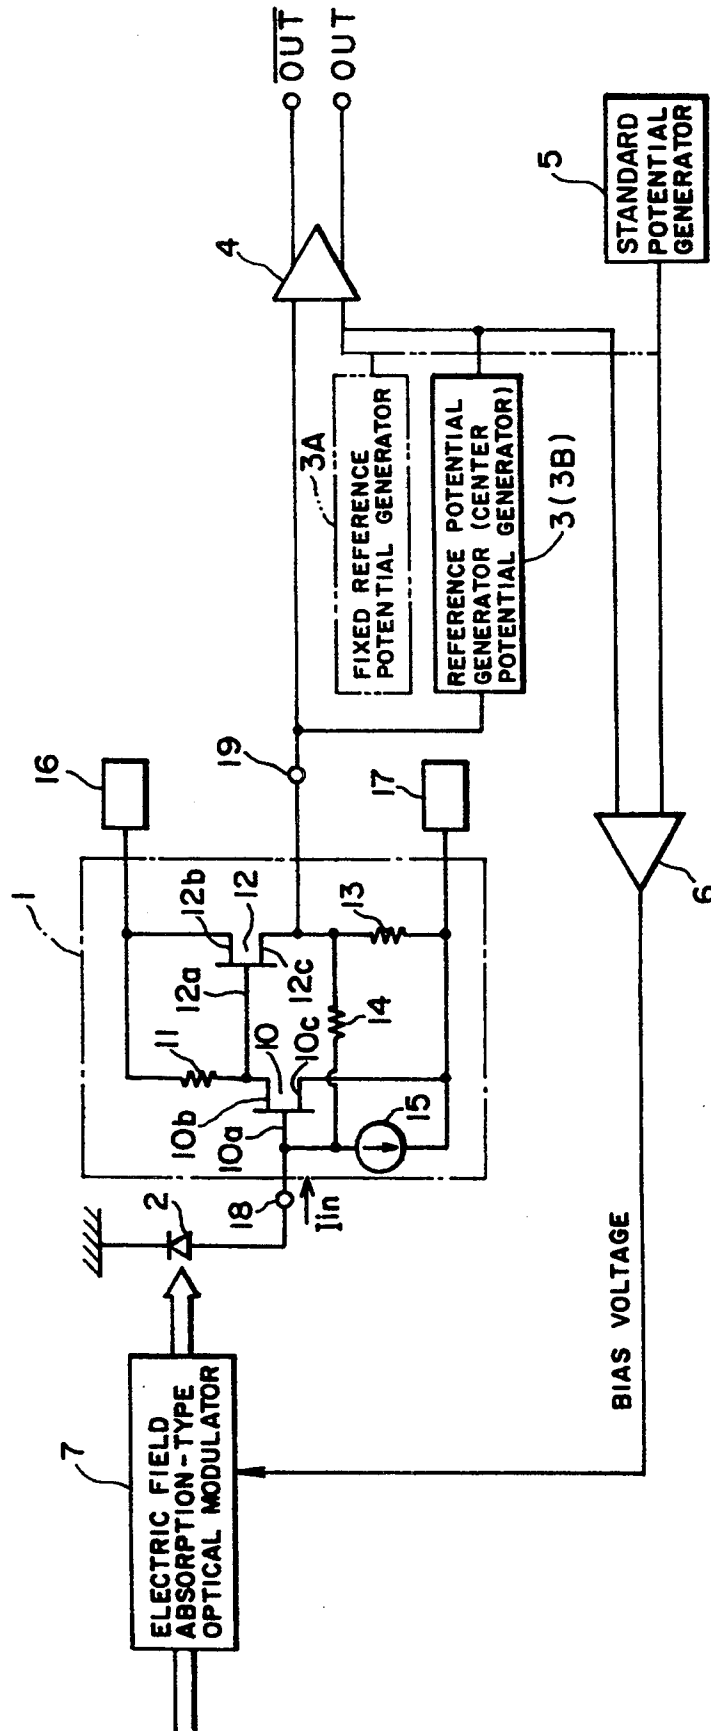 7
ELECTRIC FIELD
ABSORPTION-TYPE
OPTICAL MODULATOR
2
18
Iin
1
11
10b
10
10a
10c
15
12b
12
12a
12c
14
13
16
17
19
3A
FIXED REFERENCE
POTENTIAL GENERATOR
REFERENCE POTENTIAL
GENERATOR (CENTER
POTENTIAL GENERATOR)
3(3B)
4
OUT
OUT
5
STANDARD
POTENTIAL
GENERATOR
6
BIAS VOLTAGE